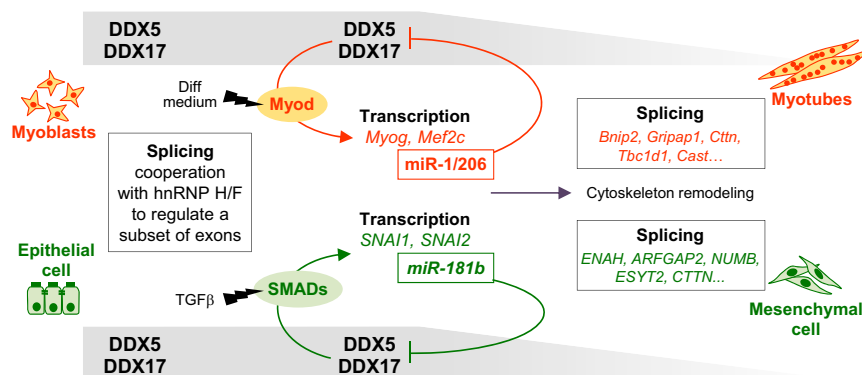 DDX5
DDX17
DDX5
DDX17
Diff
medium
Myod
Myoblasts
Transcription
Myog, Mef2c
miR-1/206
Splicing
Bnip2, Gripap1, Cttn,
Tbc1d1, Cast…
Myotubes
Splicing
cooperation
with hnRNP H/F
to regulate a
subset of exons
Cytoskeleton remodeling
Epithelial
cell
TGFβ
SMADs
Transcription
SNAI1, SNAI2
miR-181b
Splicing
ENAH, ARFGAP2, NUMB,
ESYT2, CTTN...
Mesenchymal
cell
DDX5
DDX17
DDX5
DDX17